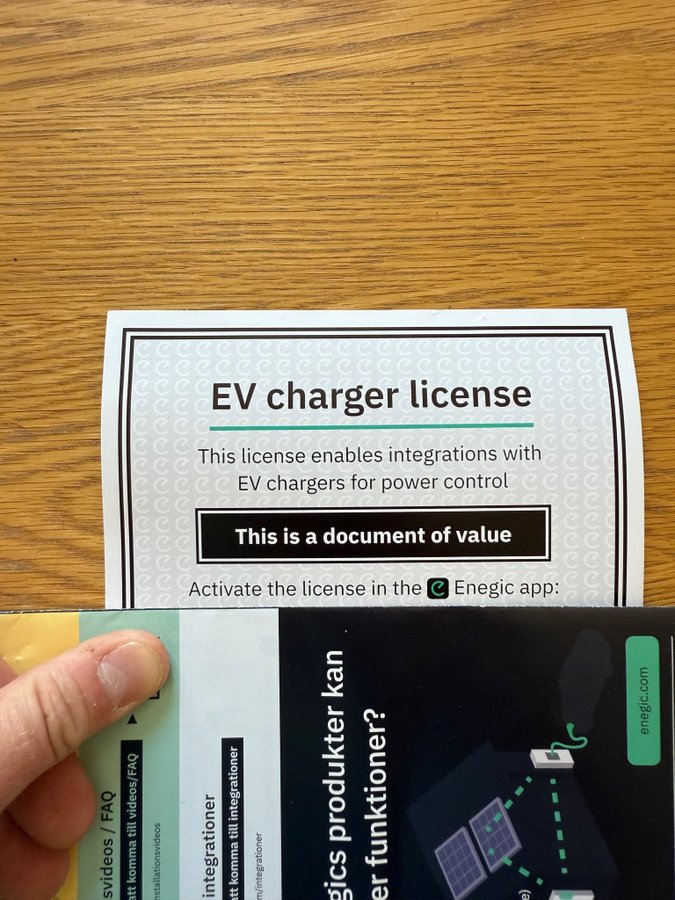 EV charger license
This license enables integrations with
EV chargers for power control
This is a document of value
Activate the license in the Enegic app:
svideos / FAQ
att komma till videos/FAQ
nstallationsvideos
integrationer
att komma till integrationer
m/integrationer
gics produkter kan
er funktioner?
enegic.com